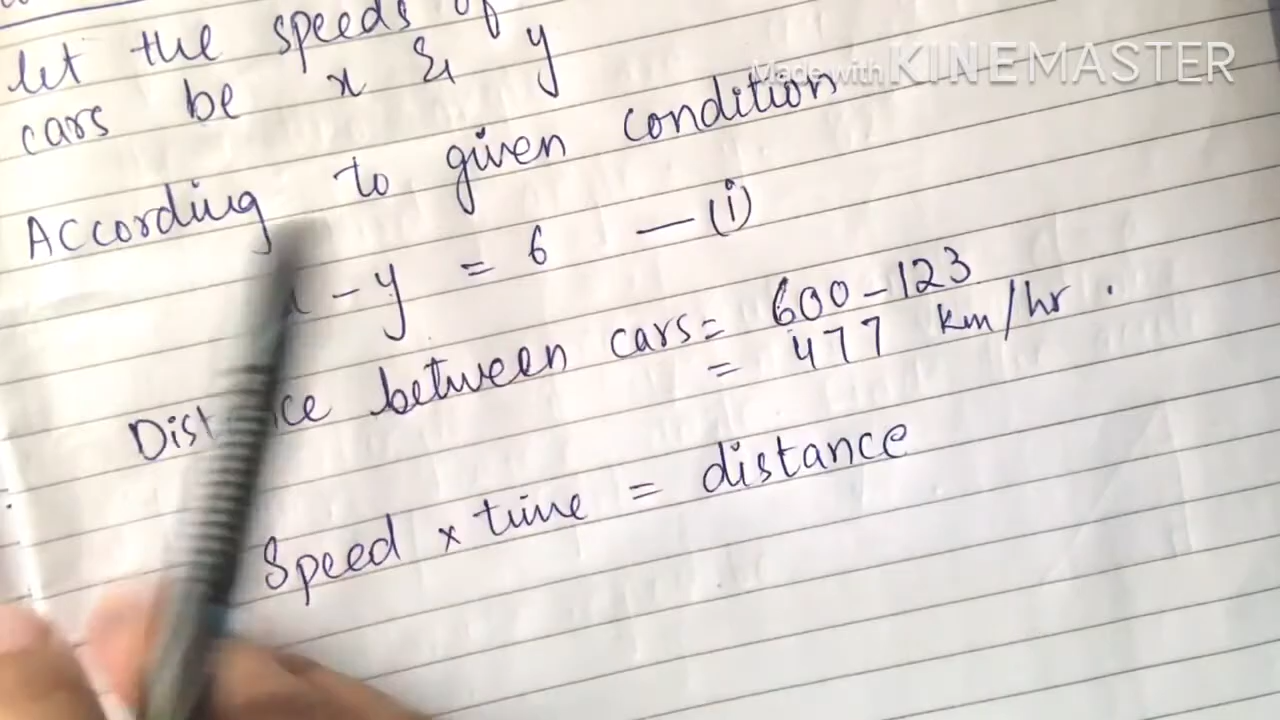 let the speeds of
cars be x & y
According to given condition
x - y = 6 — (i)
Distance between cars = 600 - 123
= 477 km/hr .
Speed × time = distance
Made with KINEMASTER